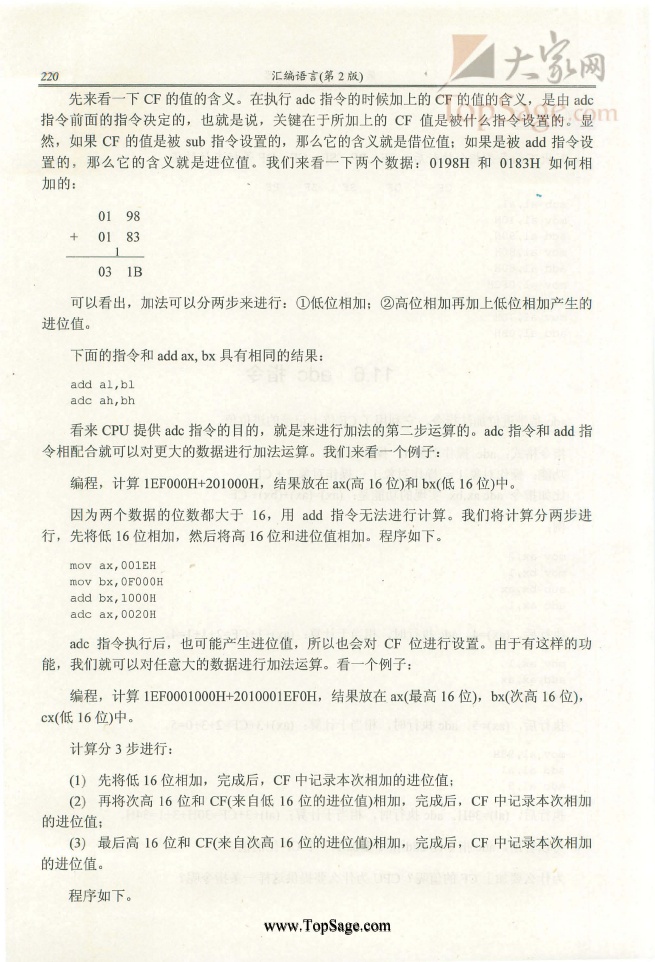 大家网
TopSage.com
220
汇编语言(第 2 版)
先来看一下 CF 的值的含义。在执行 adc 指令的时候加上的 CF 的值的含义，是由 adc
指令前面的指令决定的，也就是说，关键在于所加上的 CF 值是被什么指令设置的。显
然，如果 CF 的值是被 sub 指令设置的，那么它的含义就是借位值；如果是被 add 指令设
置的，那么它的含义就是进位值。我们来看一下两个数据：0198H 和 0183H 如何相
加的：
01 98
+ 01 83
1
03 1B
可以看出，加法可以分两步来进行：①低位相加；②高位相加再加上低位相加产生的
进位值。
下面的指令和 add ax, bx 具有相同的结果：
add al,bl
adc ah,bh
看来 CPU 提供 adc 指令的目的，就是来进行加法的第二步运算的。adc 指令和 add 指
令相配合就可以对更大的数据进行加法运算。我们来看一个例子：
编程，计算 1EF000H+201000H，结果放在 ax(高 16 位)和 bx(低 16 位)中。
因为两个数据的位数都大于 16，用 add 指令无法进行计算。我们将计算分两步进
行，先将低 16 位相加，然后将高 16 位和进位值相加。程序如下。
mov ax,001EH
mov bx,0F000H
add bx,1000H
adc ax,0020H
adc 指令执行后，也可能产生进位值，所以也会对 CF 位进行设置。由于有这样的功
能，我们就可以对任意大的数据进行加法运算。看一个例子：
编程，计算 1EF0001000H+2010001EF0H，结果放在 ax(最高 16 位)，bx(次高 16 位)，
cx(低 16 位)中。
计算分 3 步进行：
(1) 先将低 16 位相加，完成后，CF 中记录本次相加的进位值；
(2) 再将次高 16 位和 CF(来自低 16 位的进位值)相加，完成后，CF 中记录本次相加
的进位值；
(3) 最后高 16 位和 CF(来自次高 16 位的进位值)相加，完成后，CF 中记录本次相加
的进位值。
程序如下。
www.TopSage.com